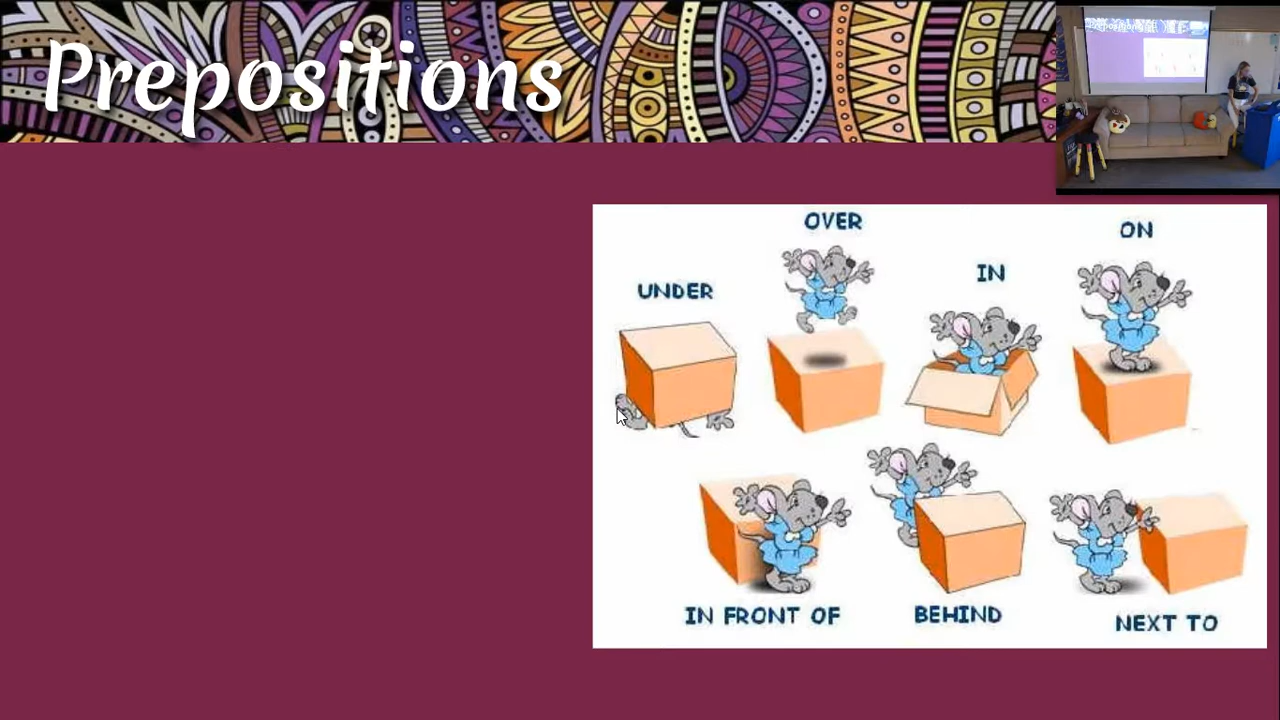 Prepositions
OVER
ON
IN
UNDER
IN FRONT OF
BEHIND
NEXT TO